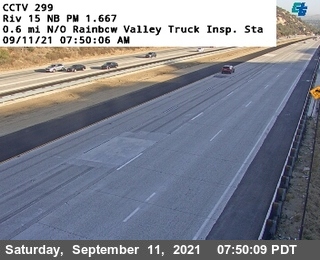 CCTV 299
Riv 15 NB PM 1.667
0.6 mi N/O Rainbcw Valley Truck Insp. Sta
09/11/21 07:50:06 AM
Saturday, September 11, 2021 07:50:09 PDT